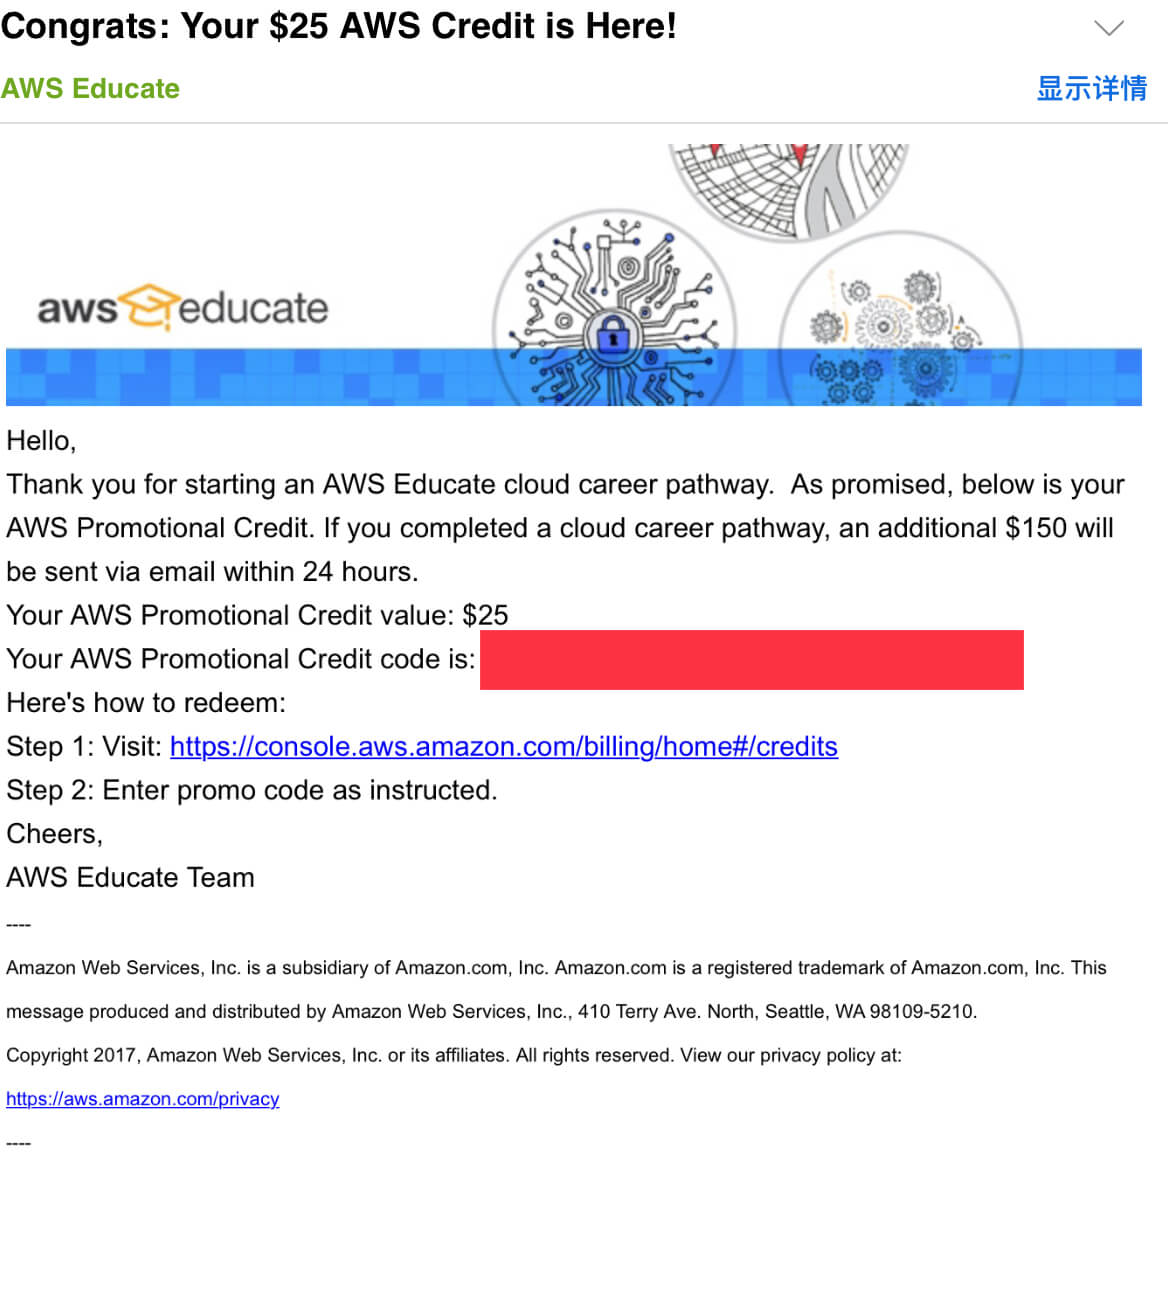 Congrats: Your $25 AWS Credit is Here!
AWS Educate
显示详情
aws educate
Hello,
Thank you for starting an AWS Educate cloud career pathway.  As promised, below is your
AWS Promotional Credit. If you completed a cloud career pathway, an additional $150 will
be sent via email within 24 hours.
Your AWS Promotional Credit value: $25
Your AWS Promotional Credit code is:
Here's how to redeem:
Step 1: Visit: https://console.aws.amazon.com/billing/home#/credits
Step 2: Enter promo code as instructed.
Cheers,
AWS Educate Team
----
Amazon Web Services, Inc. is a subsidiary of Amazon.com, Inc. Amazon.com is a registered trademark of Amazon.com, Inc. This
message produced and distributed by Amazon Web Services, Inc., 410 Terry Ave. North, Seattle, WA 98109-5210.
Copyright 2017, Amazon Web Services, Inc. or its affiliates. All rights reserved. View our privacy policy at:
https://aws.amazon.com/privacy
----